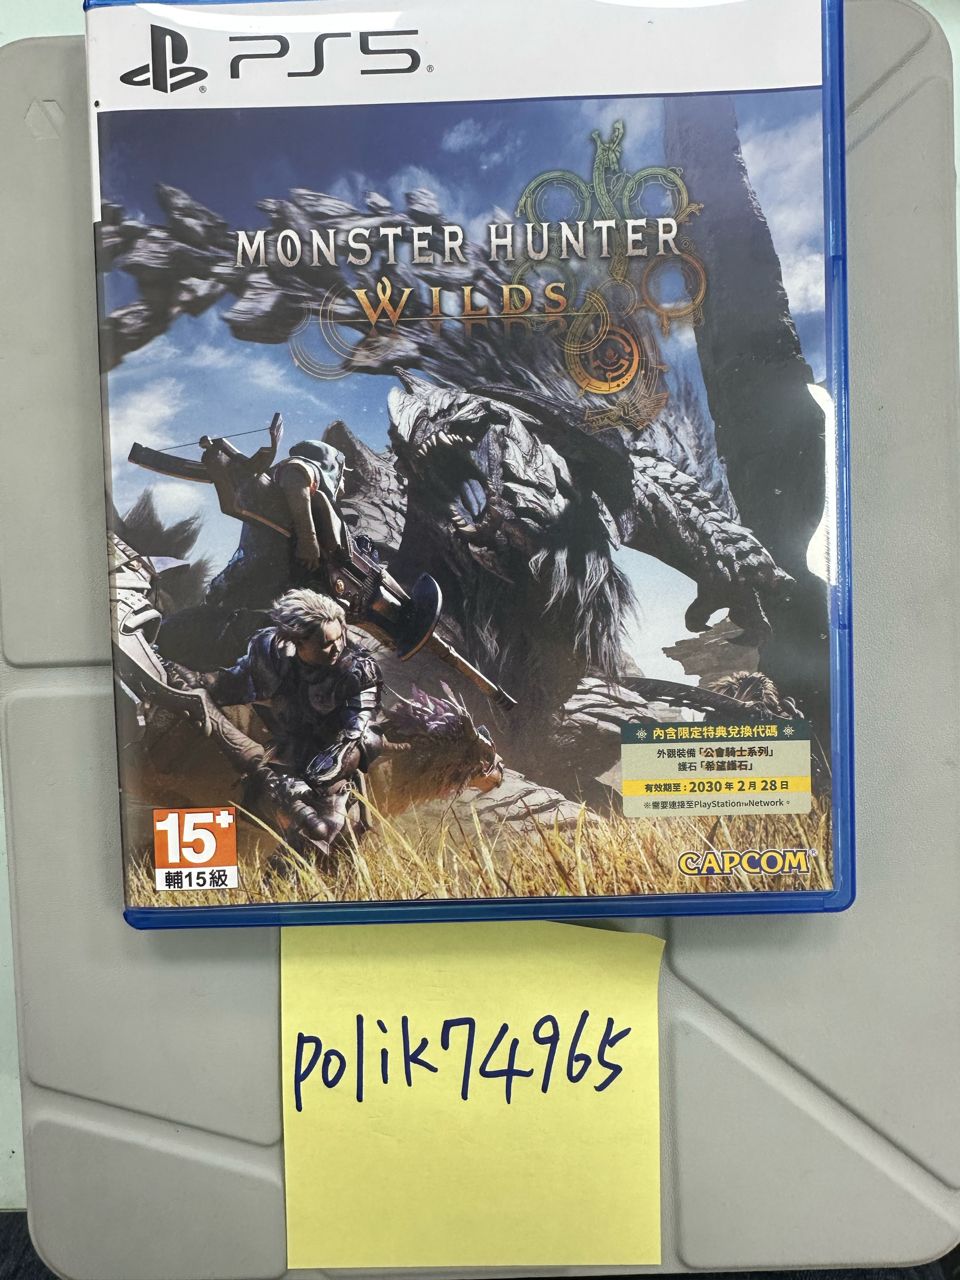 PS5®
MONSTER HUNTER
WILDS
內含限定特典兌換代碼
外觀裝備「公會騎士系列」
護石「希望護石」
有效期至：2030年2月28日
※需要連接至PlayStation™Network。
15+
輔15級
CAPCOM®
polik74965